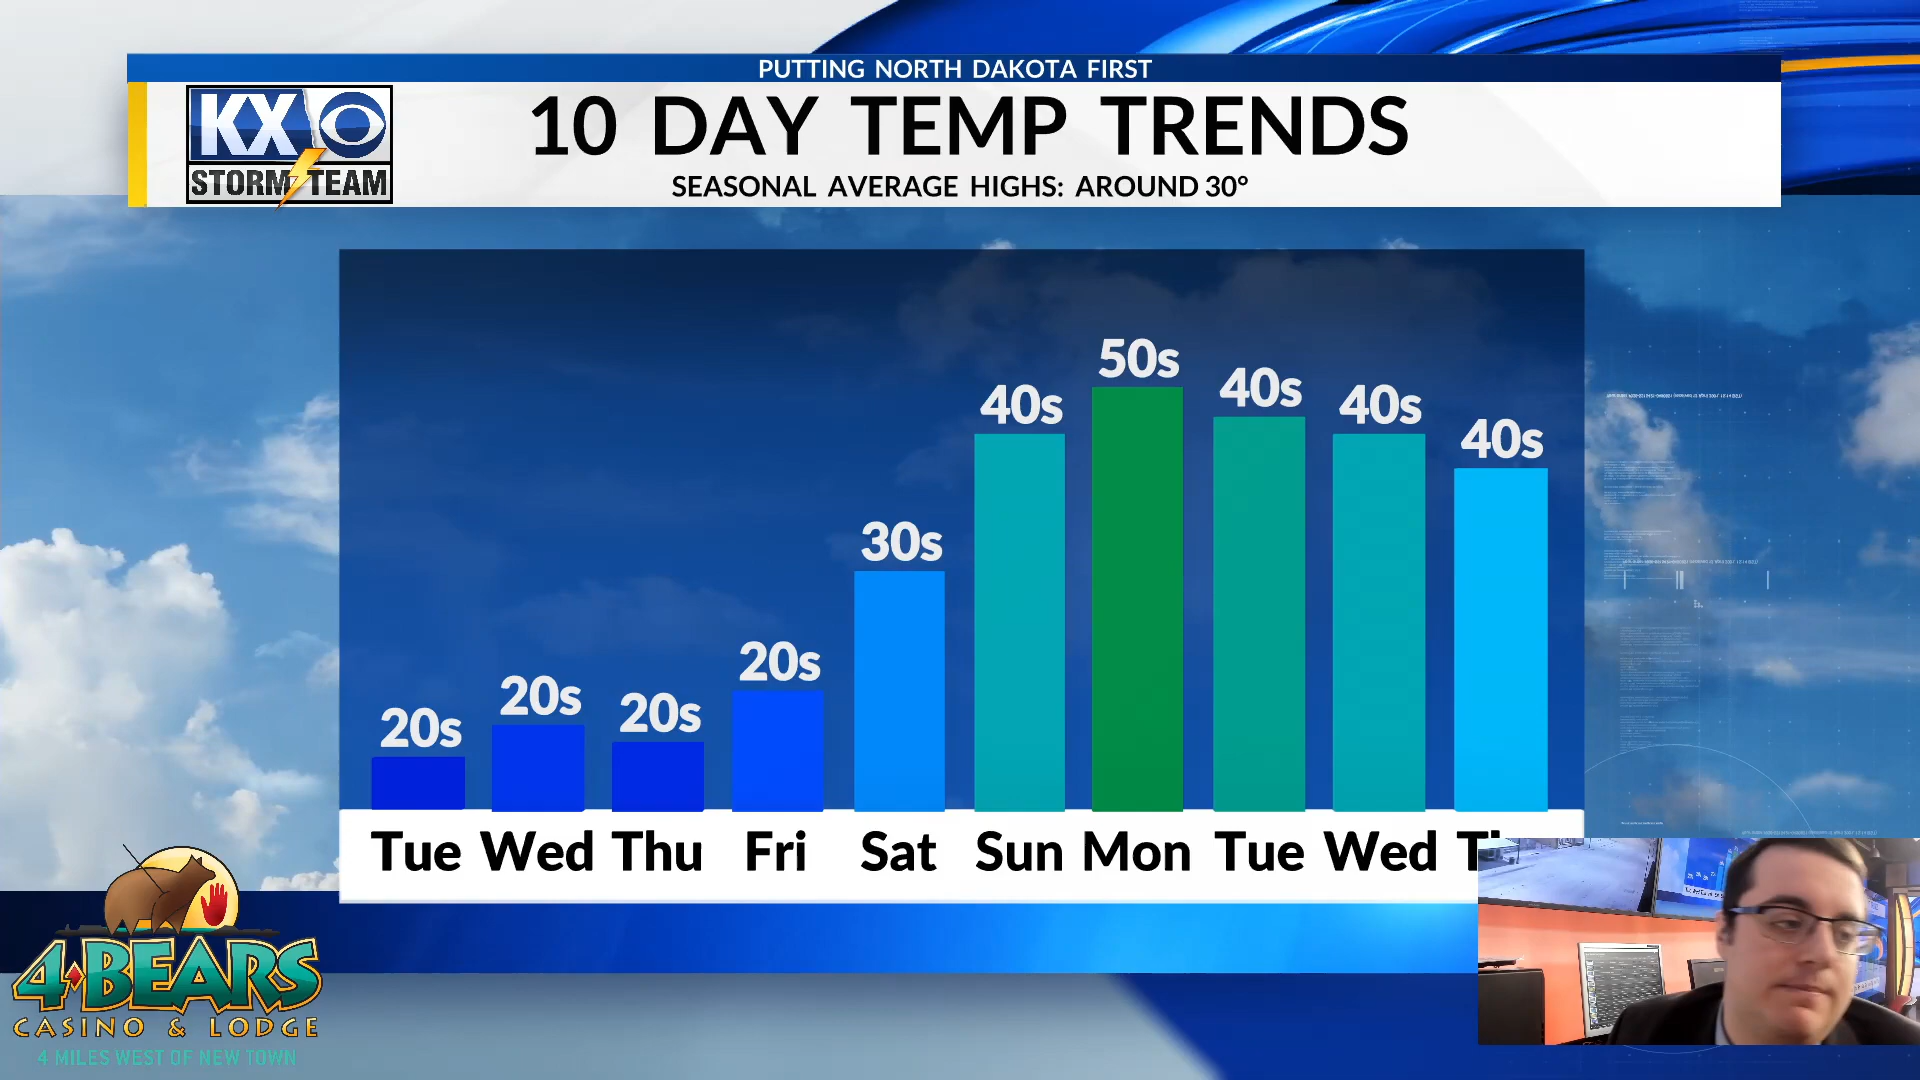 PUTTING NORTH DAKOTA FIRST
KX
STORM TEAM
10 DAY TEMP TRENDS
SEASONAL AVERAGE HIGHS: AROUND 30°
20s
20s
20s
20s
30s
40s
50s
40s
40s
40s
Tue Wed Thu Fri Sat Sun Mon Tue Wed
4 BEARS
CASINO & LODGE
4 MILES WEST OF NEW TOWN